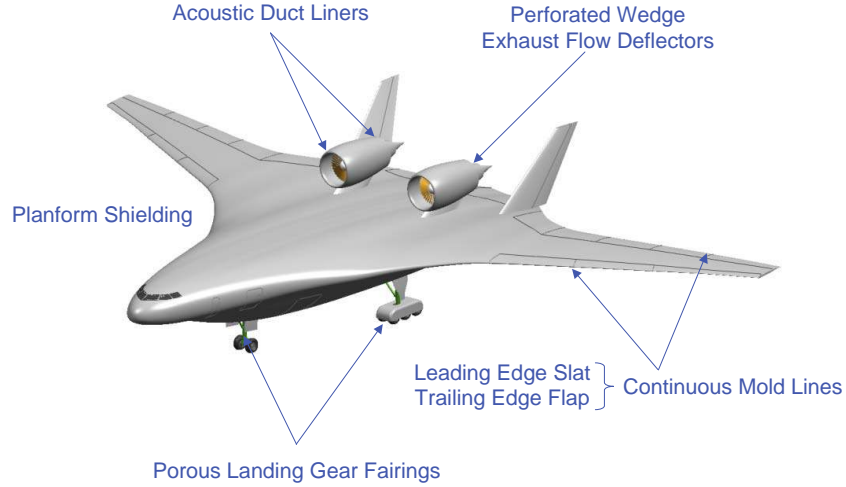 Acoustic Duct Liners
Perforated Wedge
Exhaust Flow Deflectors
Planform Shielding
Leading Edge Slat
Trailing Edge Flap
Continuous Mold Lines
Porous Landing Gear Fairings